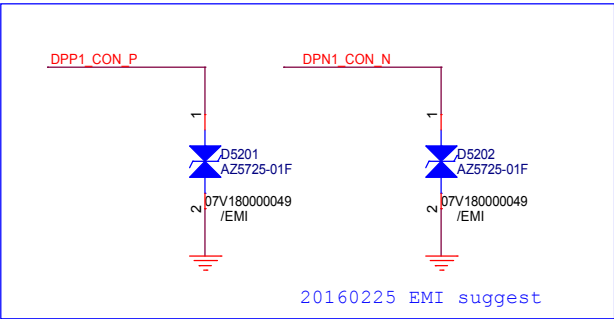 DPP1_CON_P
DPN1_CON_N
1
1
D5201
AZ5725-01F
D5202
AZ5725-01F
2
07V180000049
/EMI
2
07V180000049
/EMI
20160225 EMI suggest